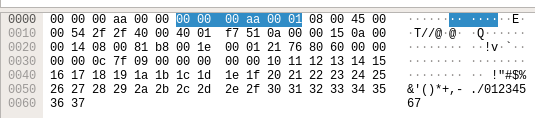 0000 00 00 00 aa 00 00 00 00 00 aa 00 01 08 00 45 00 ········ ······E·
0010 00 54 2f 2f 40 00 40 01 f7 51 0a 00 00 15 0a 00 ·T//@·@· ·Q······
0020 00 14 08 00 81 b8 00 1e 00 01 21 76 80 60 00 00 ········ ··!v·`··
0030 00 00 0c 7f 09 00 00 00 00 00 10 11 12 13 14 15 ········ ········
0040 16 17 18 19 1a 1b 1c 1d 1e 1f 20 21 22 23 24 25 ········ ·· !"#$%
0050 26 27 28 29 2a 2b 2c 2d 2e 2f 30 31 32 33 34 35 &'()*+,- ./012345
0060 36 37 67